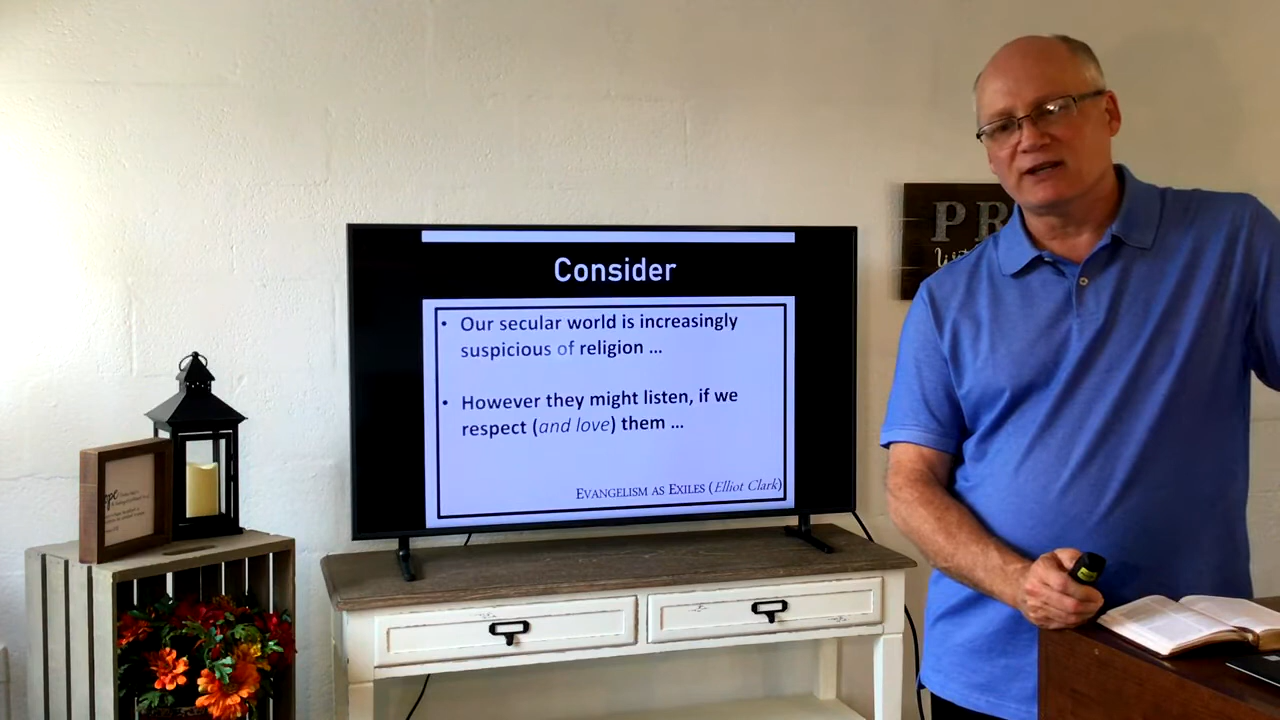 Consider
• Our secular world is increasingly
suspicious of religion ...
• However they might listen, if we
respect (and love) them ...
EVANGELISM AS EXILES (Elliot Clark)
PR